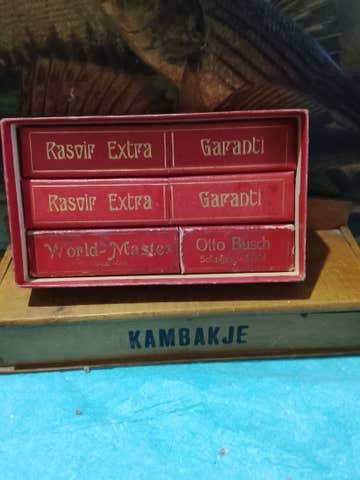 Rasoir Extra Garanti
Rasoir Extra Garanti
World-Master Otto Busch
KAMBAKJE